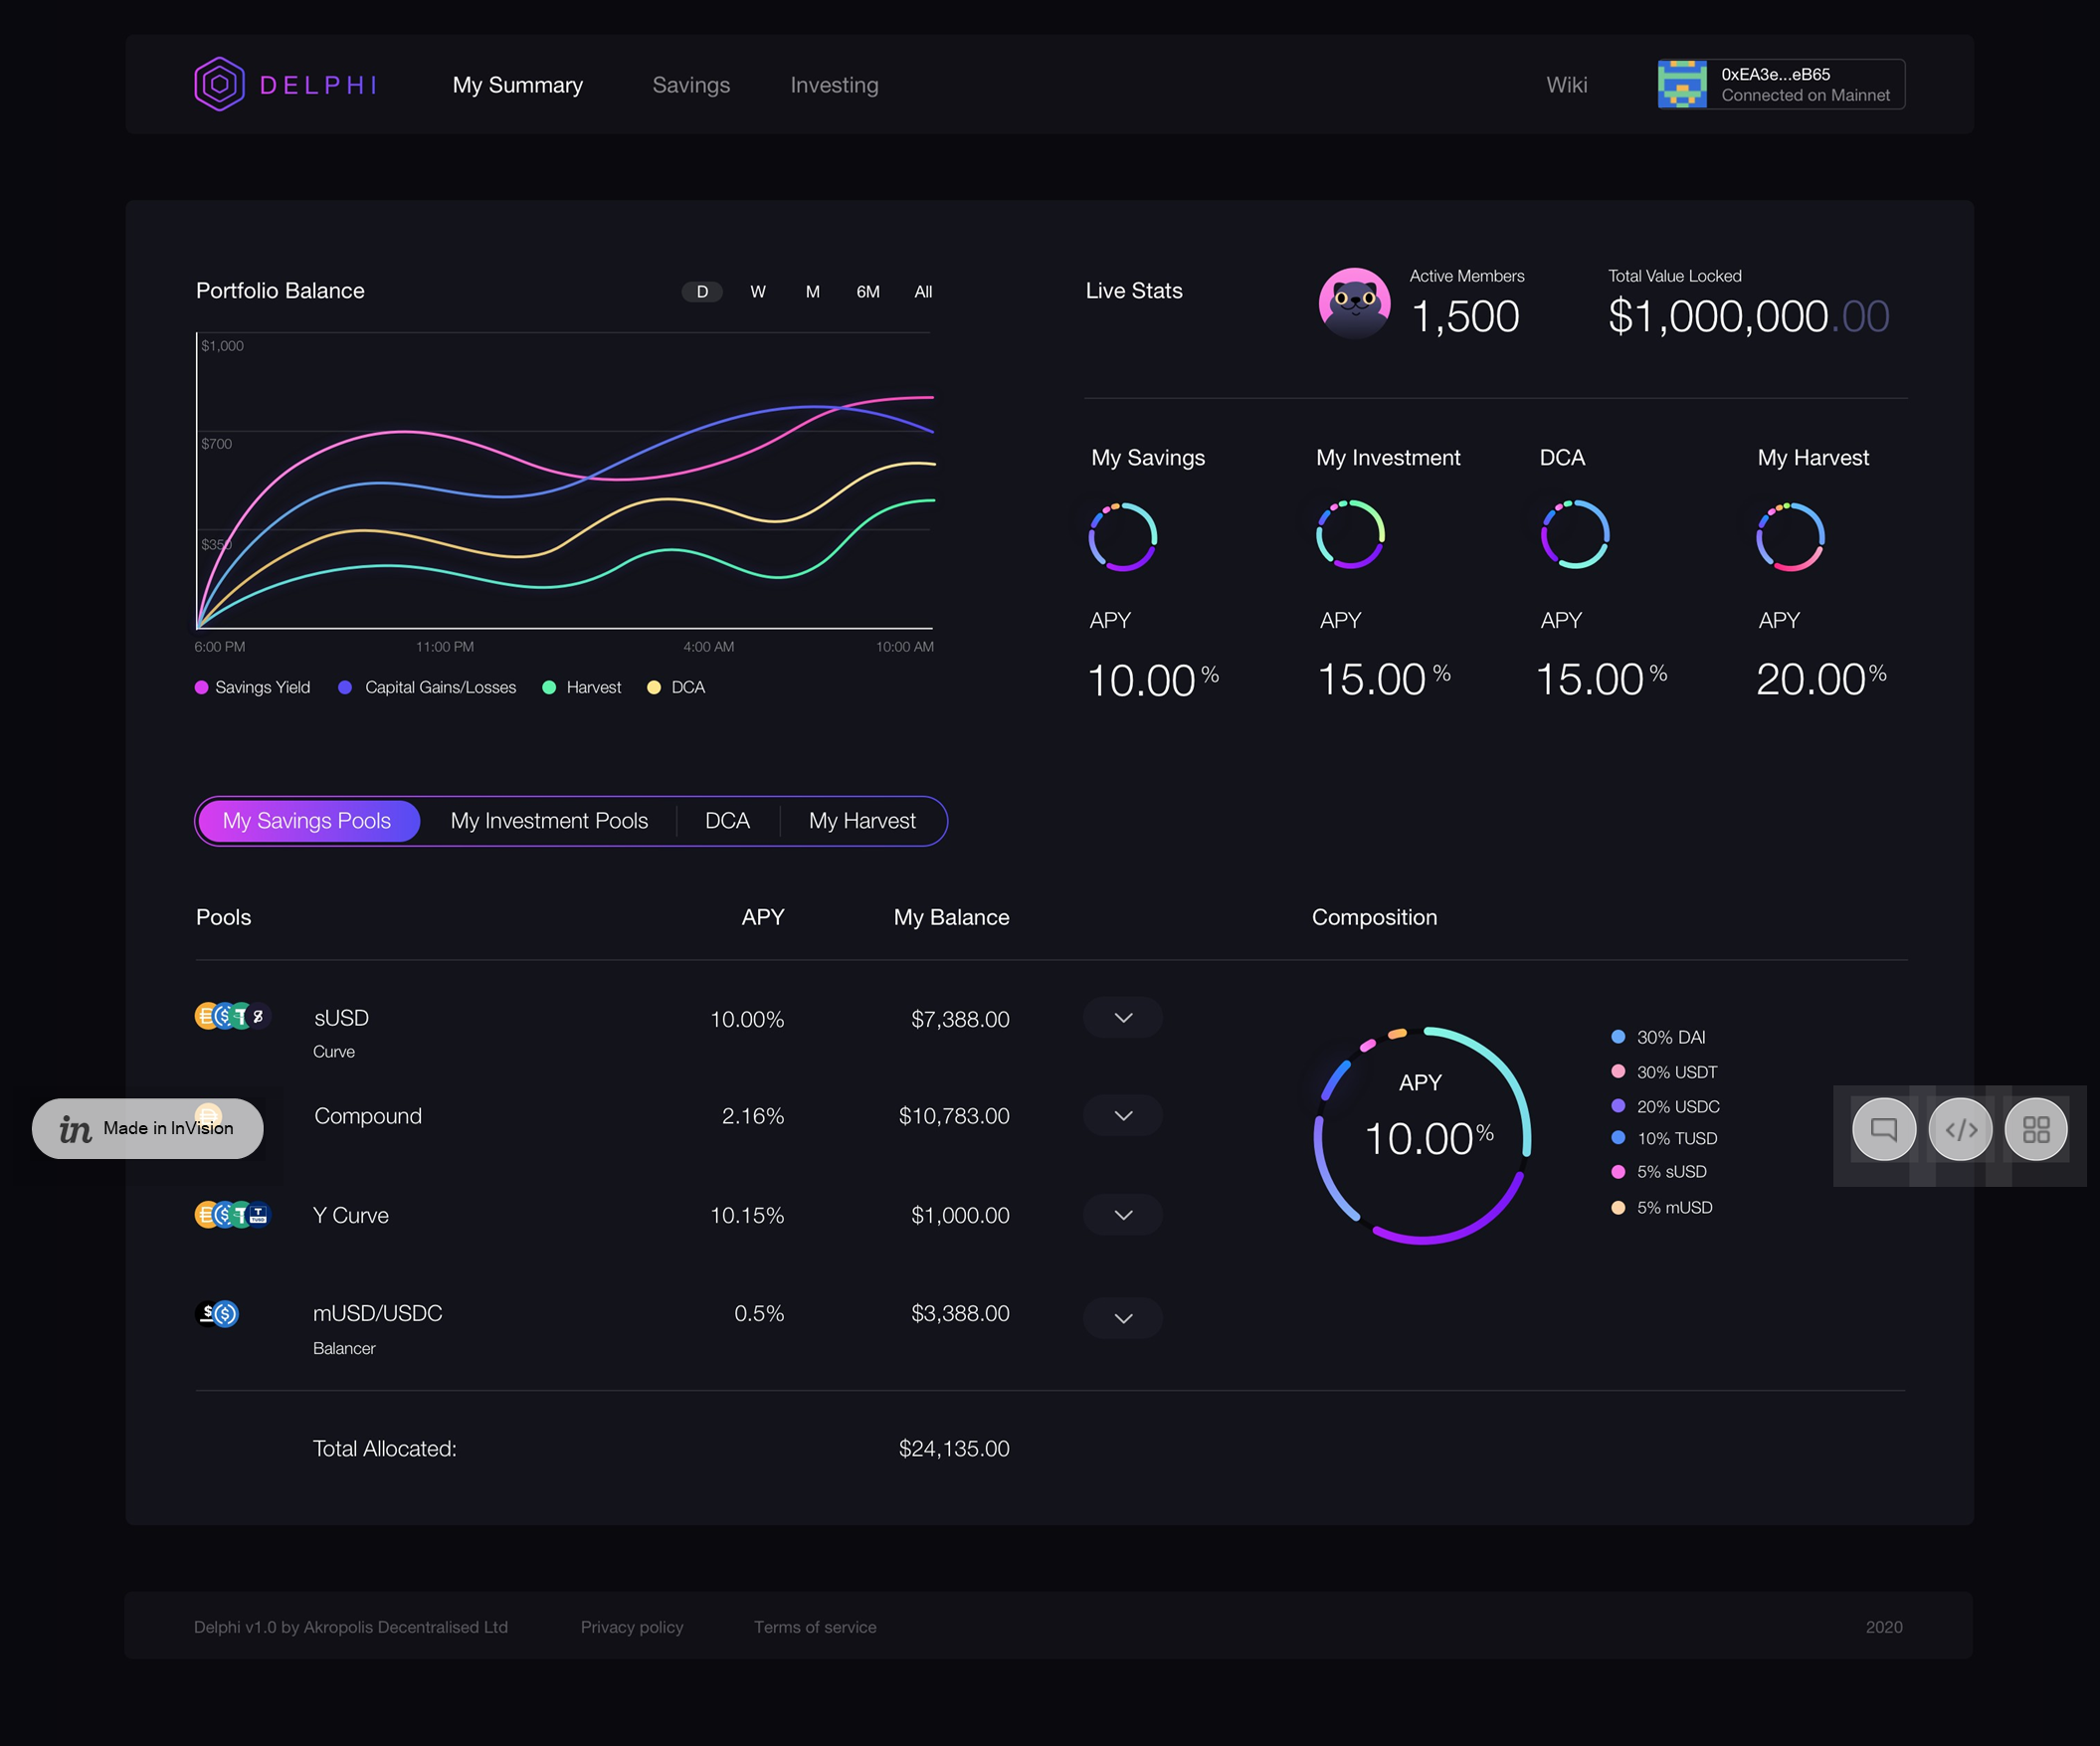 DELPHI
My Summary
Savings
Investing
Wiki
0xEA3e...eB65
Connected on Mainnet
Portfolio Balance
D
W
M
6M
All
$1,000
$700
$350
6:00 PM
11:00 PM
4:00 AM
10:00 AM
Savings Yield
Capital Gains/Losses
Harvest
DCA
Live Stats
Active Members
1,500
Total Value Locked
$1,000,000.00
My Savings
My Investment
DCA
My Harvest
APY
APY
APY
APY
10.00%
15.00%
15.00%
20.00%
My Savings Pools
My Investment Pools
DCA
My Harvest
Pools
APY
My Balance
Composition
sUSD
Curve
10.00%
$7,388.00
Compound
2.16%
$10,783.00
Y Curve
10.15%
$1,000.00
mUSD/USDC
Balancer
0.5%
$3,388.00
Total Allocated:
$24,135.00
APY
10.00%
30% DAI
30% USDT
20% USDC
10% TUSD
5% sUSD
5% mUSD
in Made in InVision
Delphi v1.0 by Akropolis Decentralised Ltd
Privacy policy
Terms of service
2020